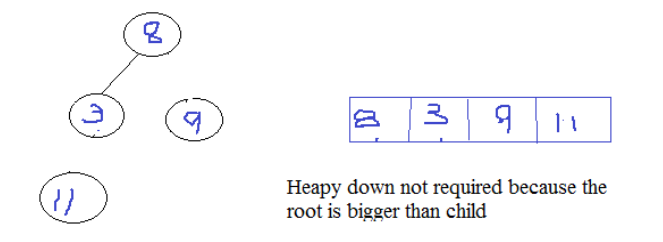 8
3
9
8 3 9 11
11
Heapy down not required because the
root is bigger than child